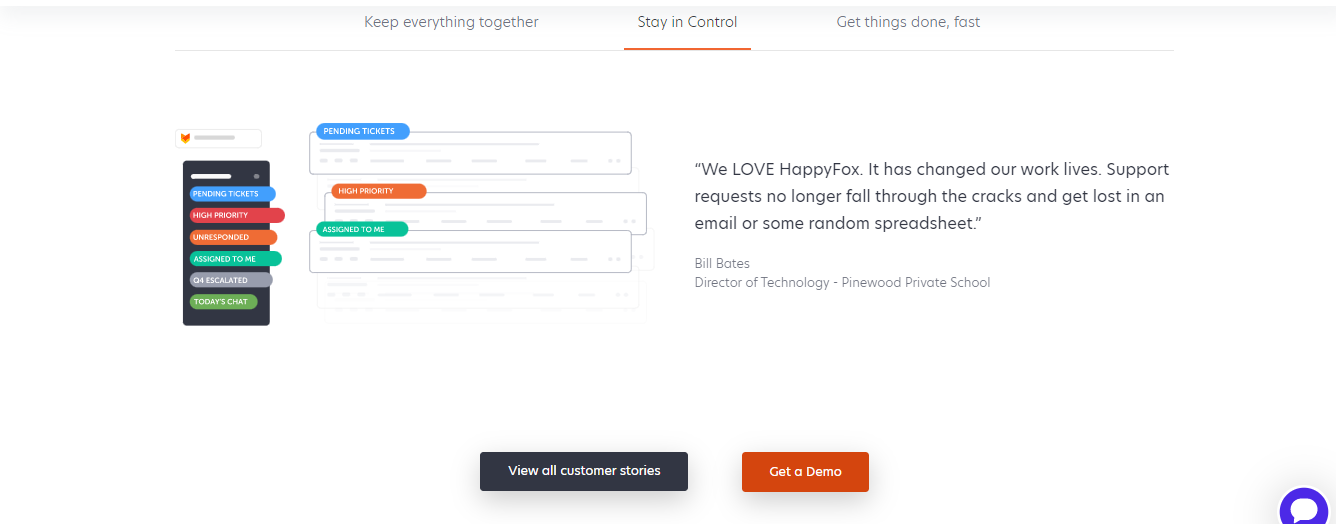 Keep everything together
Stay in Control
Get things done, fast
PENDING TICKETS
HIGH PRIORITY
UNRESPONDED
ASSIGNED TO ME
Q4 ESCALATED
TODAY'S CHAT
PENDING TICKETS
HIGH PRIORITY
ASSIGNED TO ME
“We LOVE HappyFox. It has changed our work lives. Support
requests no longer fall through the cracks and get lost in an
email or some random spreadsheet.”
Bill Bates
Director of Technology - Pinewood Private School
View all customer stories
Get a Demo